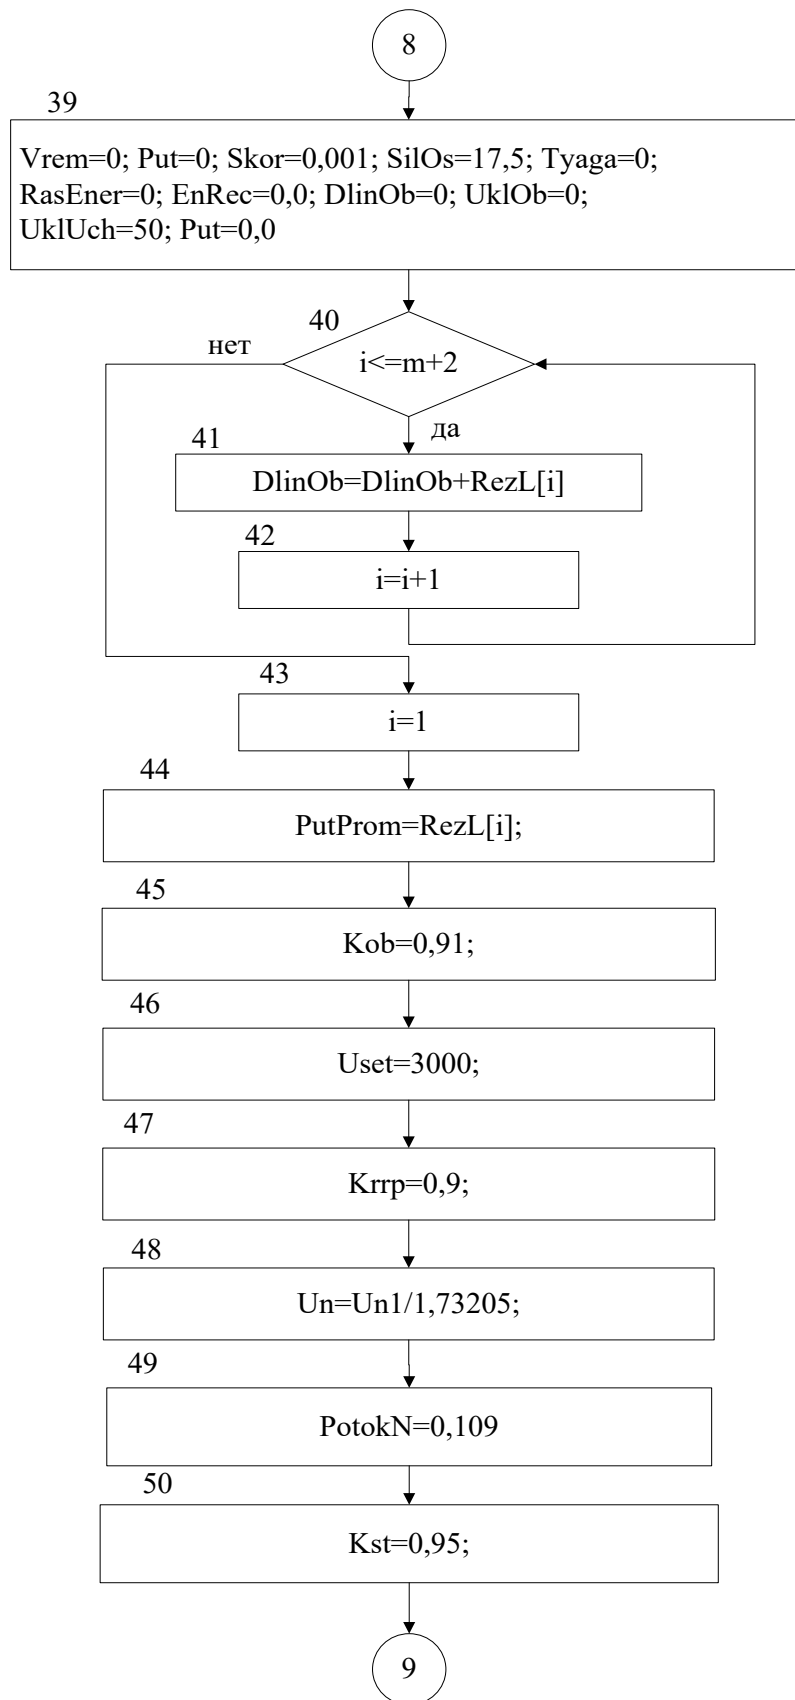 8
39
Vrem=0; Put=0; Skor=0,001; SilOs=17,5; Tyaga=0;
RasEner=0; EnRec=0,0; DlinOb=0; UklOb=0;
UklUch=50; Put=0,0
40
нет
i<=m+2
да
41
DlinOb=DlinOb+RezL[i]
42
i=i+1
43
i=1
44
PutProm=RezL[i];
45
Kob=0,91;
46
Uset=3000;
47
Krrp=0,9;
48
Un=Un1/1,73205;
49
PotokN=0,109
50
Kst=0,95;
9